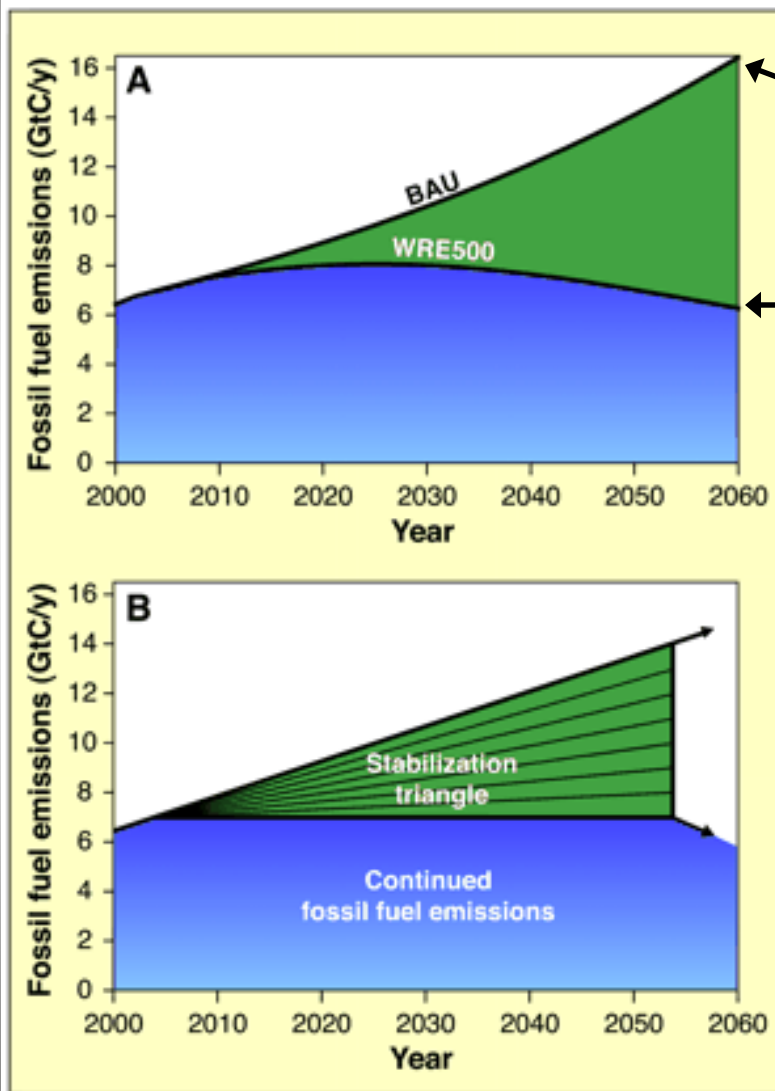 A
Fossil fuel emissions (GtC/y)
16
14
12
10
8
6
4
2
0
BAU
WRE500
2000 2010 2020 2030 2040 2050 2060
Year
B
Fossil fuel emissions (GtC/y)
16
14
12
10
8
6
4
2
0
Stabilization
triangle
Continued
fossil fuel emissions
2000 2010 2020 2030 2040 2050 2060
Year